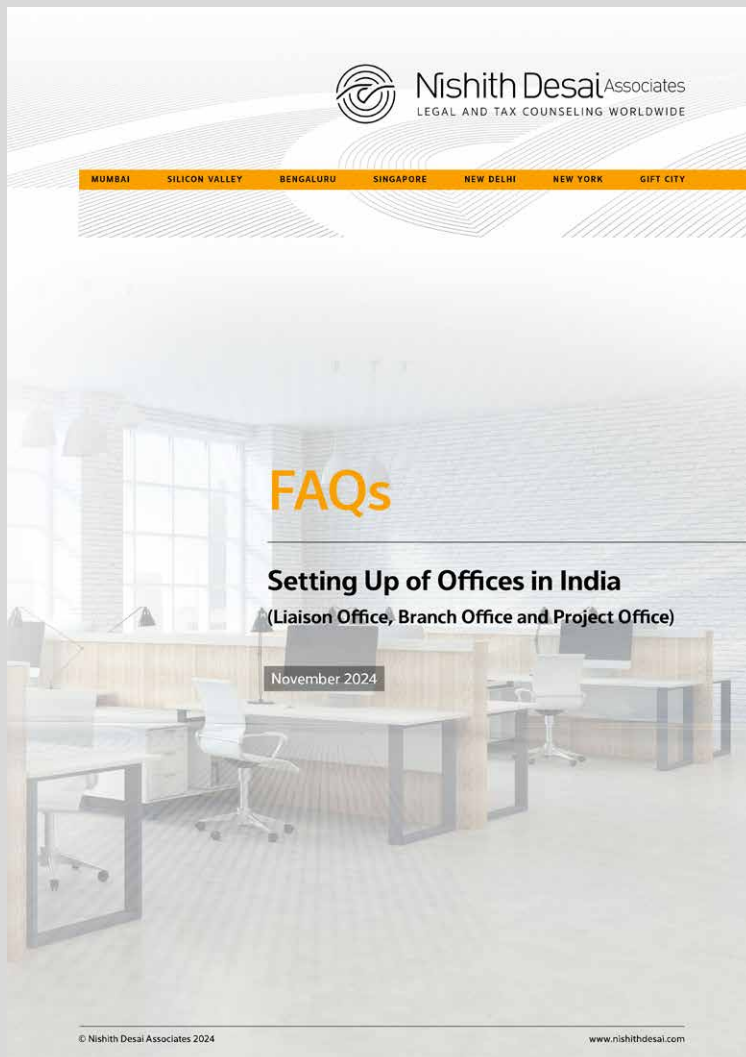 Nishith Desai Associates
LEGAL AND TAX COUNSELING WORLDWIDE
MUMBAI SILICON VALLEY BENGALURU SINGAPORE NEW DELHI NEW YORK GIFT CITY
FAQs
Setting Up of Offices in India
(Liaison Office, Branch Office and Project Office)
November 2024
© Nishith Desai Associates 2024 www.nishithdesai.com